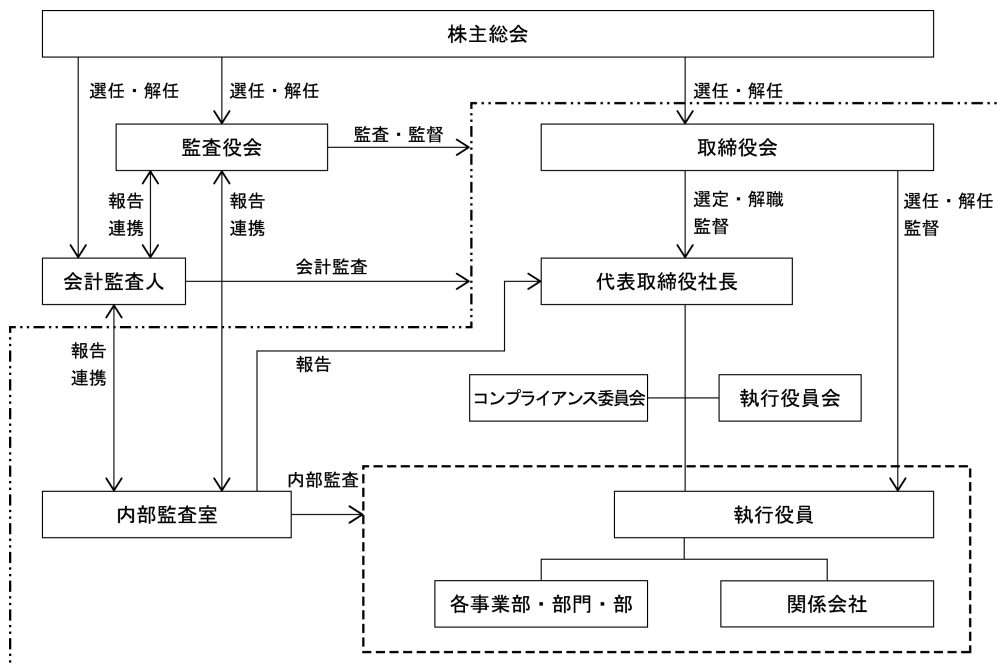 株主総会
選任・解任
選任・解任
選任・解任
監査役会
監査・監督
取締役会
報告
連携
報告
連携
選定・解職
監督
選任・解任
監督
会計監査人
会計監査
代表取締役社長
報告
連携
報告
コンプライアンス委員会
執行役員会
内部監査
内部監査室
執行役員
各事業部・部門・部
関係会社